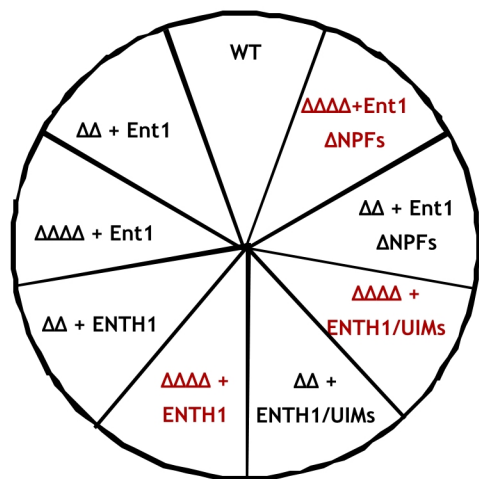 WT
ΔΔΔΔ+Ent1
ΔNPFs
ΔΔ + Ent1
ΔNPFs
ΔΔΔΔ +
ENTH1/UIMs
ΔΔ +
ENTH1/UIMs
ΔΔΔΔ +
ENTH1
ΔΔ + ENTH1
ΔΔΔΔ + Ent1
ΔΔ + Ent1